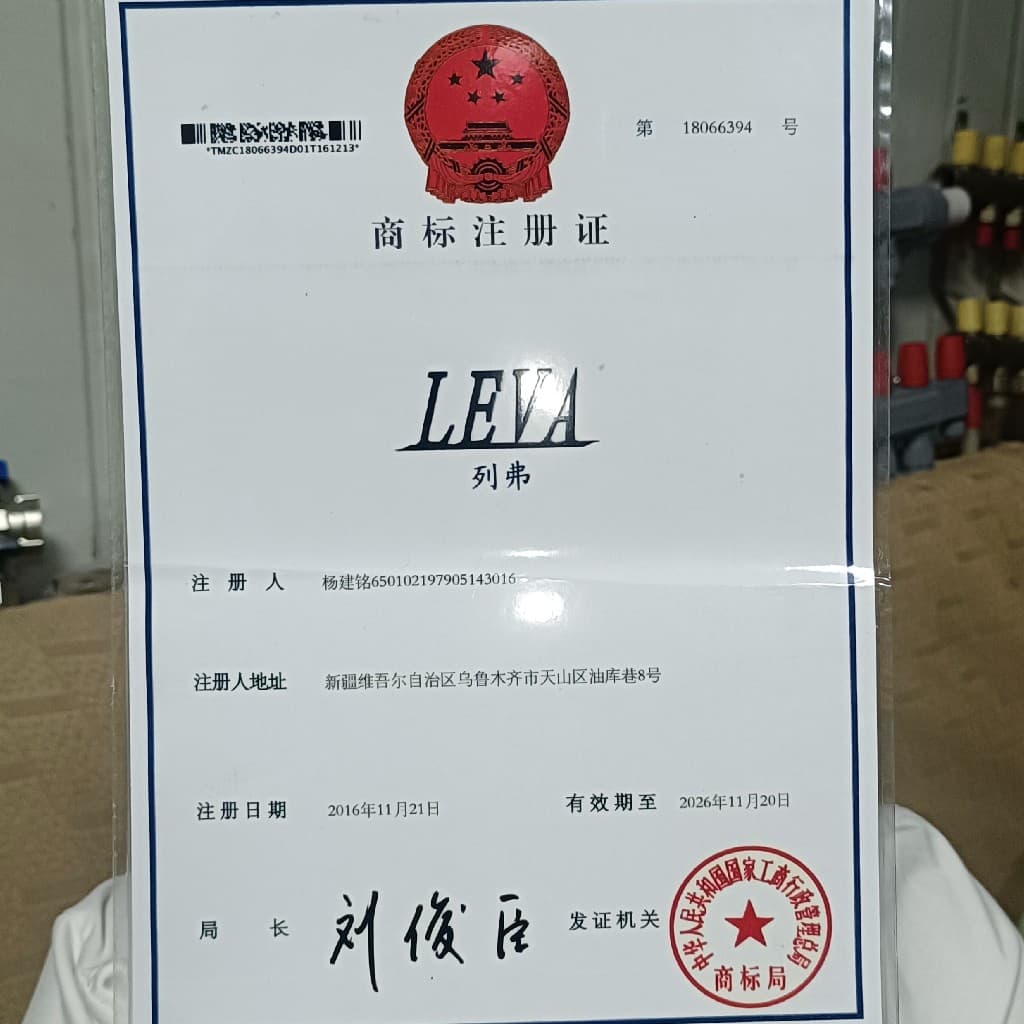 第 18066394 号
*TMZC18066394D01T161213*
商标注册证
LEVA
列弗
注册人 杨建铭650102197905143016
注册人地址 新疆维吾尔自治区乌鲁木齐市天山区油库巷8号
注册日期 2016年11月21日 有效期至 2026年11月20日
局长 刘俊臣 发证机关
中华人民共和国国家工商行政管理总局
商标局